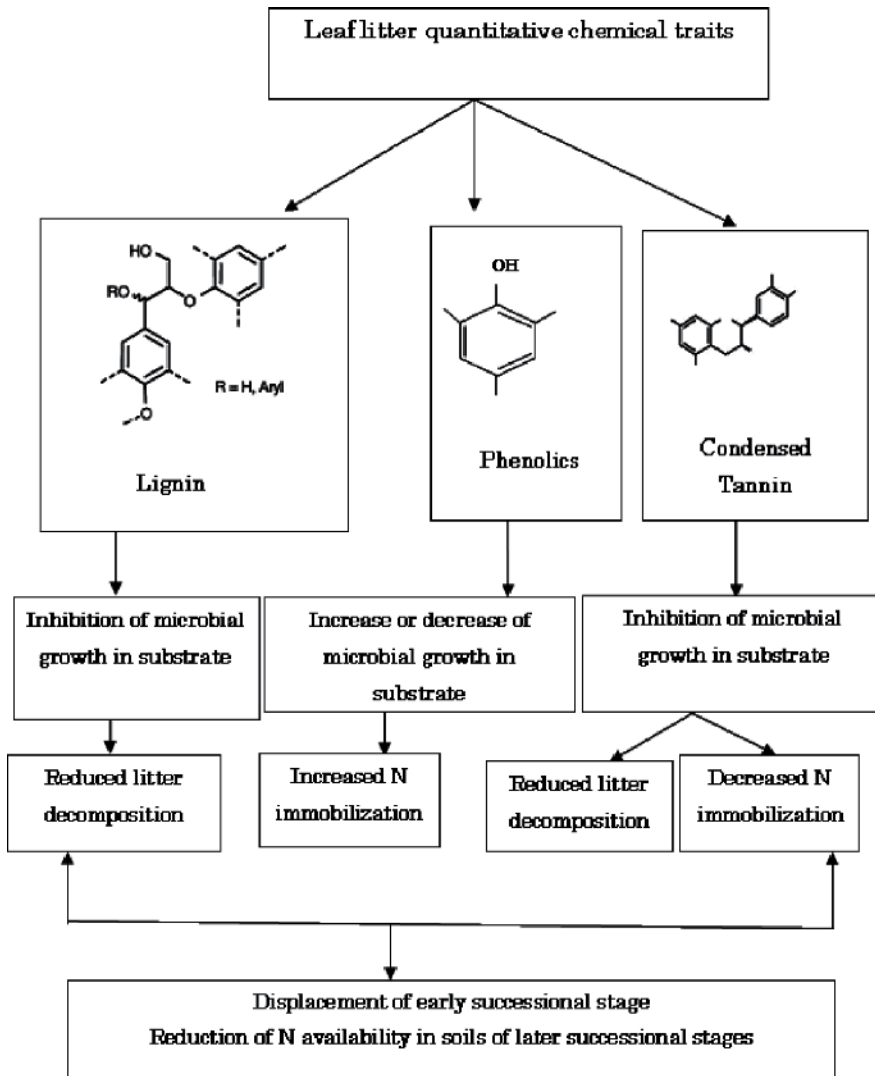 Leaf litter quantitative chemical traits
HO
RO
O
O
R = H, Aryl
Lignin
OH
Phenolics
Condensed
Tannin
Inhibition of microbial
growth in substrate
Increase or decrease of
microbial growth in
substrate
Inhibition of microbial
growth in substrate
Reduced litter
decomposition
Increased N
immobilization
Reduced litter
decomposition
Decreased N
immobilization
Displacement of early successional stage
Reduction of N availability in soils of later successional stages